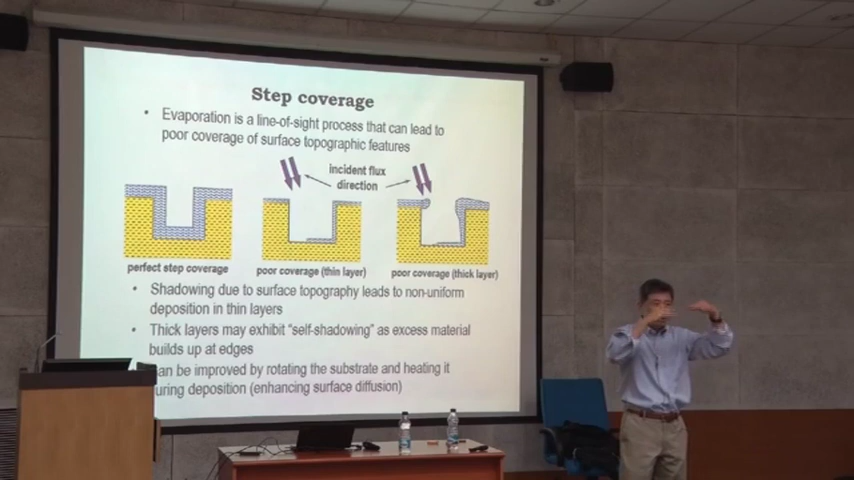 Step coverage
• Evaporation is a line-of-sight process that can lead to
poor coverage of surface topographic features
incident flux
direction
perfect step coverage
poor coverage (thin layer)
poor coverage (thick layer)
• Shadowing due to surface topography leads to non-uniform
deposition in thin layers
• Thick layers may exhibit “self-shadowing” as excess material
builds up at edges
an be improved by rotating the substrate and heating it
uring deposition (enhancing surface diffusion)